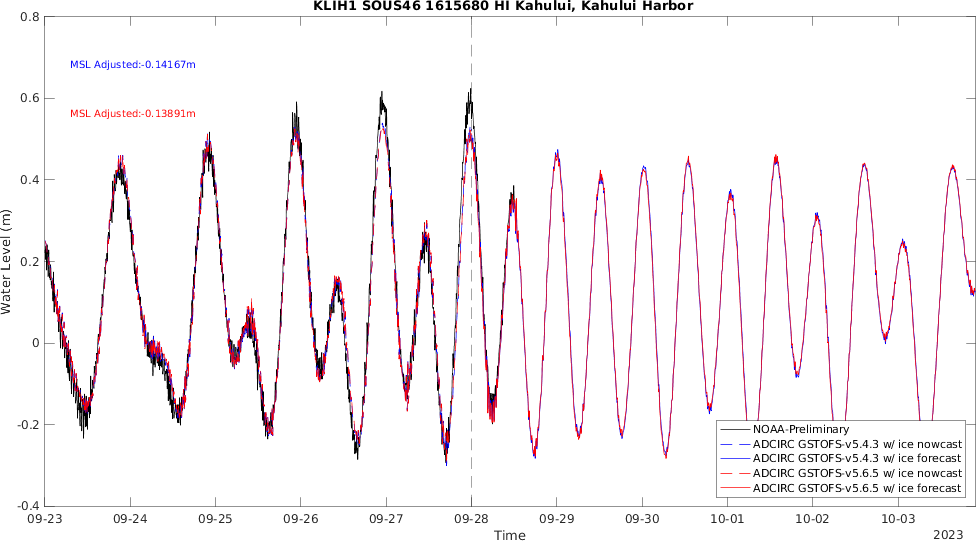 KLIH1 SOUS46 1615680 HI Kahului, Kahului Harbor
0.8
MSL Adjusted:-0.14167m
0.6
MSL Adjusted:-0.13891m
0.4
Water Level (m)
0.2
0
-0.2
NOAA-Preliminary
ADCIRC GSTOFS-v5.4.3 w/ ice nowcast
ADCIRC GSTOFS-v5.4.3 w/ ice forecast
ADCIRC GSTOFS-v5.6.5 w/ ice nowcast
ADCIRC GSTOFS-v5.6.5 w/ ice forecast
-0.4
09-23 09-24 09-25 09-26 09-27 09-28 09-29 09-30 10-01 10-02 10-03
Time
2023